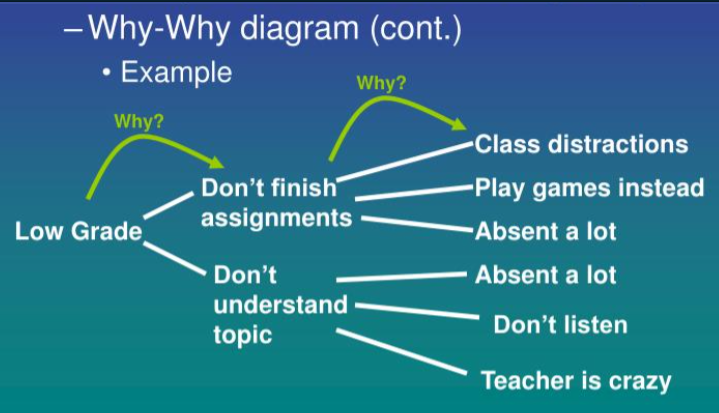 – Why-Why diagram (cont.)
• Example
Why?
Why?
Low Grade
Don't finish
assignments
Class distractions
Play games instead
Absent a lot
Don't
understand
topic
Absent a lot
Don't listen
Teacher is crazy